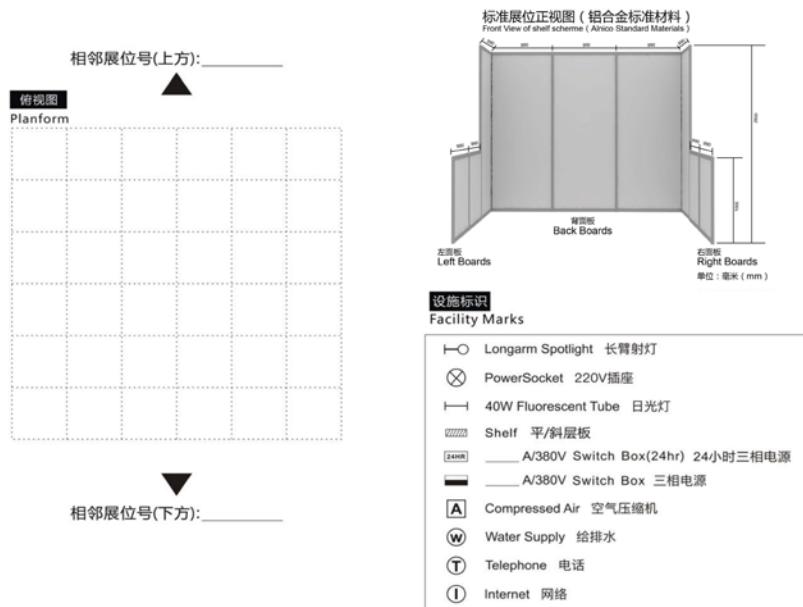 相邻展位号(上方):________
俯视图
Planform
相邻展位号(下方):________
标准展位正视图（铝合金标准材料）
Front View of shelf scherme（Alnico Standard Materials）
背面板
Back Boards
左面板
Left Boards
右面板
Right Boards
单位：毫米（mm）
设施标识
Facility Marks
Longarm Spotlight 长臂射灯
PowerSocket 220V插座
40W Fluorescent Tube 日光灯
Shelf 平/斜层板
24HR ____ A/380V Switch Box(24hr) 24小时三相电源
____ A/380V Switch Box 三相电源
A Compressed Air 空气压缩机
W Water Supply 给排水
T Telephone 电话
I Internet 网络